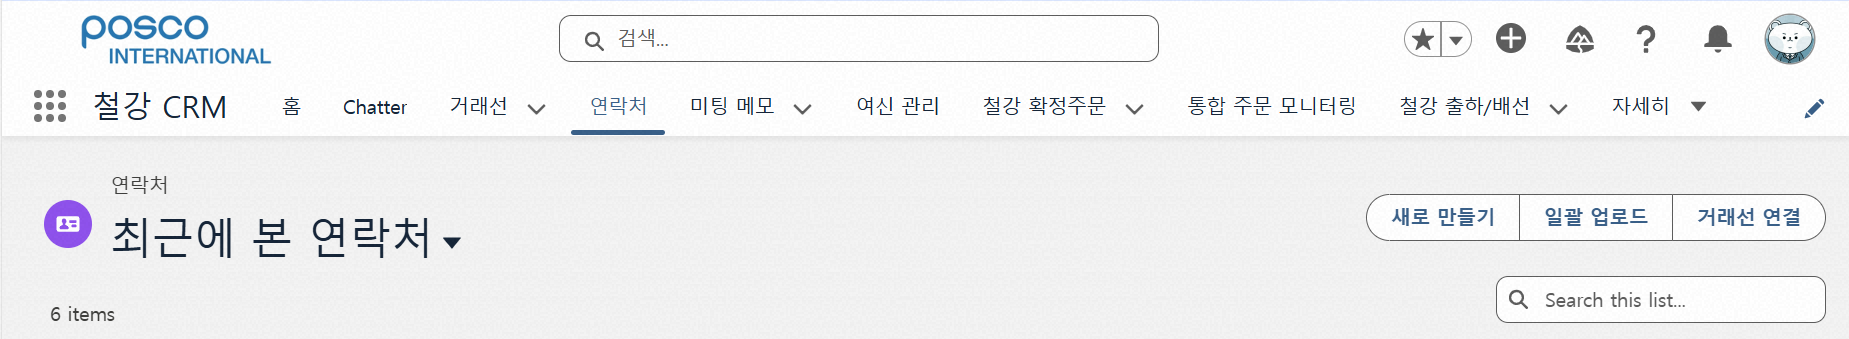 posco
INTERNATIONAL
검색...
철강 CRM
홈
Chatter
거래선
연락처
미팅 메모
여신 관리
철강 확정주문
통합 주문 모니터링
철강 출하/배선
자세히
연락처
최근에 본 연락처
새로 만들기
일괄 업로드
거래선 연결
6 items
Search this list...